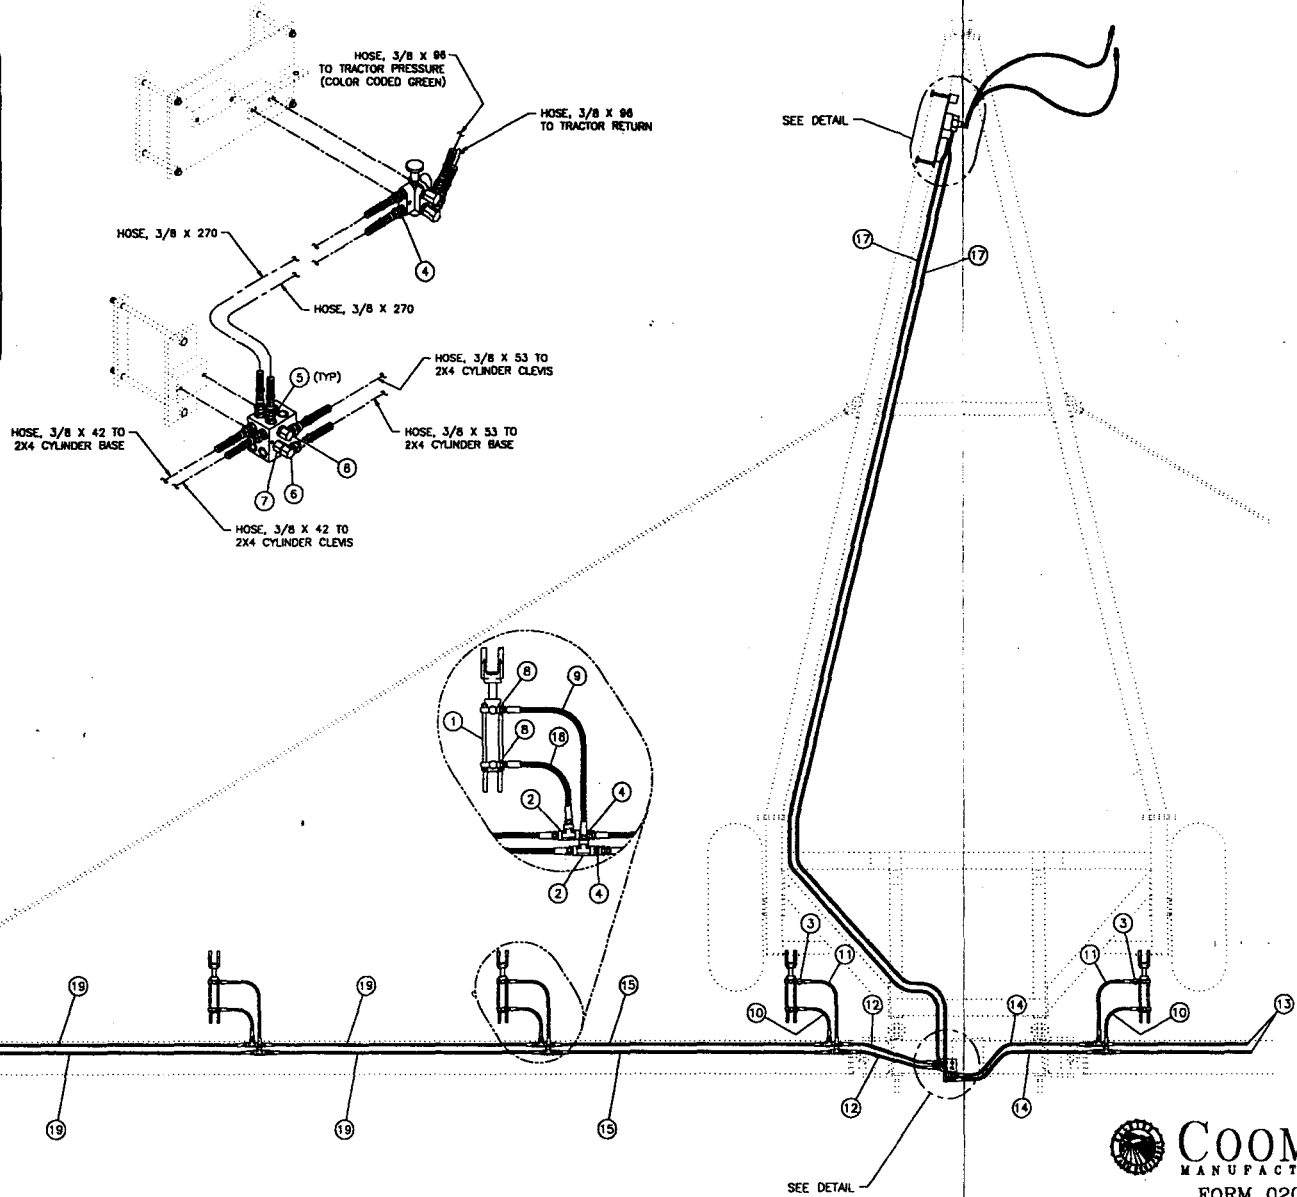 HOSE, 3/8 X 96
TO TRACTOR PRESSURE
(COLOR CODED GREEN)
HOSE, 3/8 X 96
TO TRACTOR RETURN
SEE DETAIL
HOSE, 3/8 X 270
4
17
17
HOSE, 3/8 X 270
HOSE, 3/8 X 53 TO
2X4 CYLINDER CLEVIS
5 (TYP)
HOSE, 3/8 X 42 TO
2X4 CYLINDER BASE
HOSE, 3/8 X 53 TO
2X4 CYLINDER BASE
8
7
6
HOSE, 3/8 X 42 TO
2X4 CYLINDER CLEVIS
8
9
1
8
18
2
4
2
4
3
3
11
11
19
19
15
10
12
14
10
13
19
19
15
12
14
COOM
MANUFACT
FORM 020
SEE DETAIL